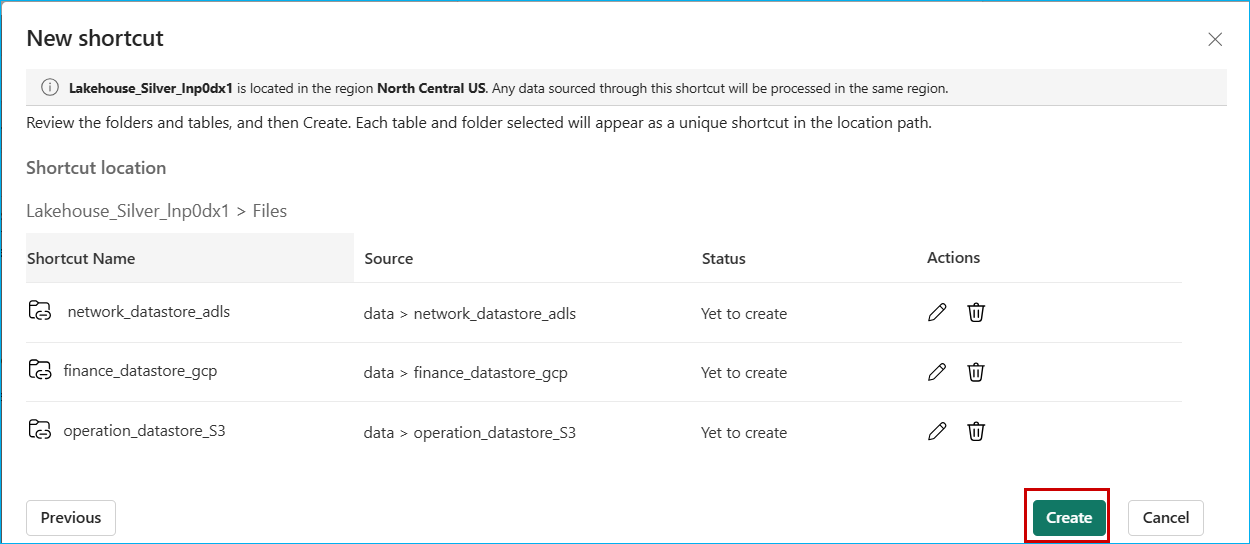 New shortcut
Lakehouse_Silver_lnp0dx1 is located in the region North Central US. Any data sourced through this shortcut will be processed in the same region.
Review the folders and tables, and then Create. Each table and folder selected will appear as a unique shortcut in the location path.
Shortcut location
Lakehouse_Silver_lnp0dx1 > Files
Shortcut Name Source Status Actions
network_datastore_adls data > network_datastore_adls Yet to create
finance_datastore_gcp data > finance_datastore_gcp Yet to create
operation_datastore_S3 data > operation_datastore_S3 Yet to create
Previous Create Cancel